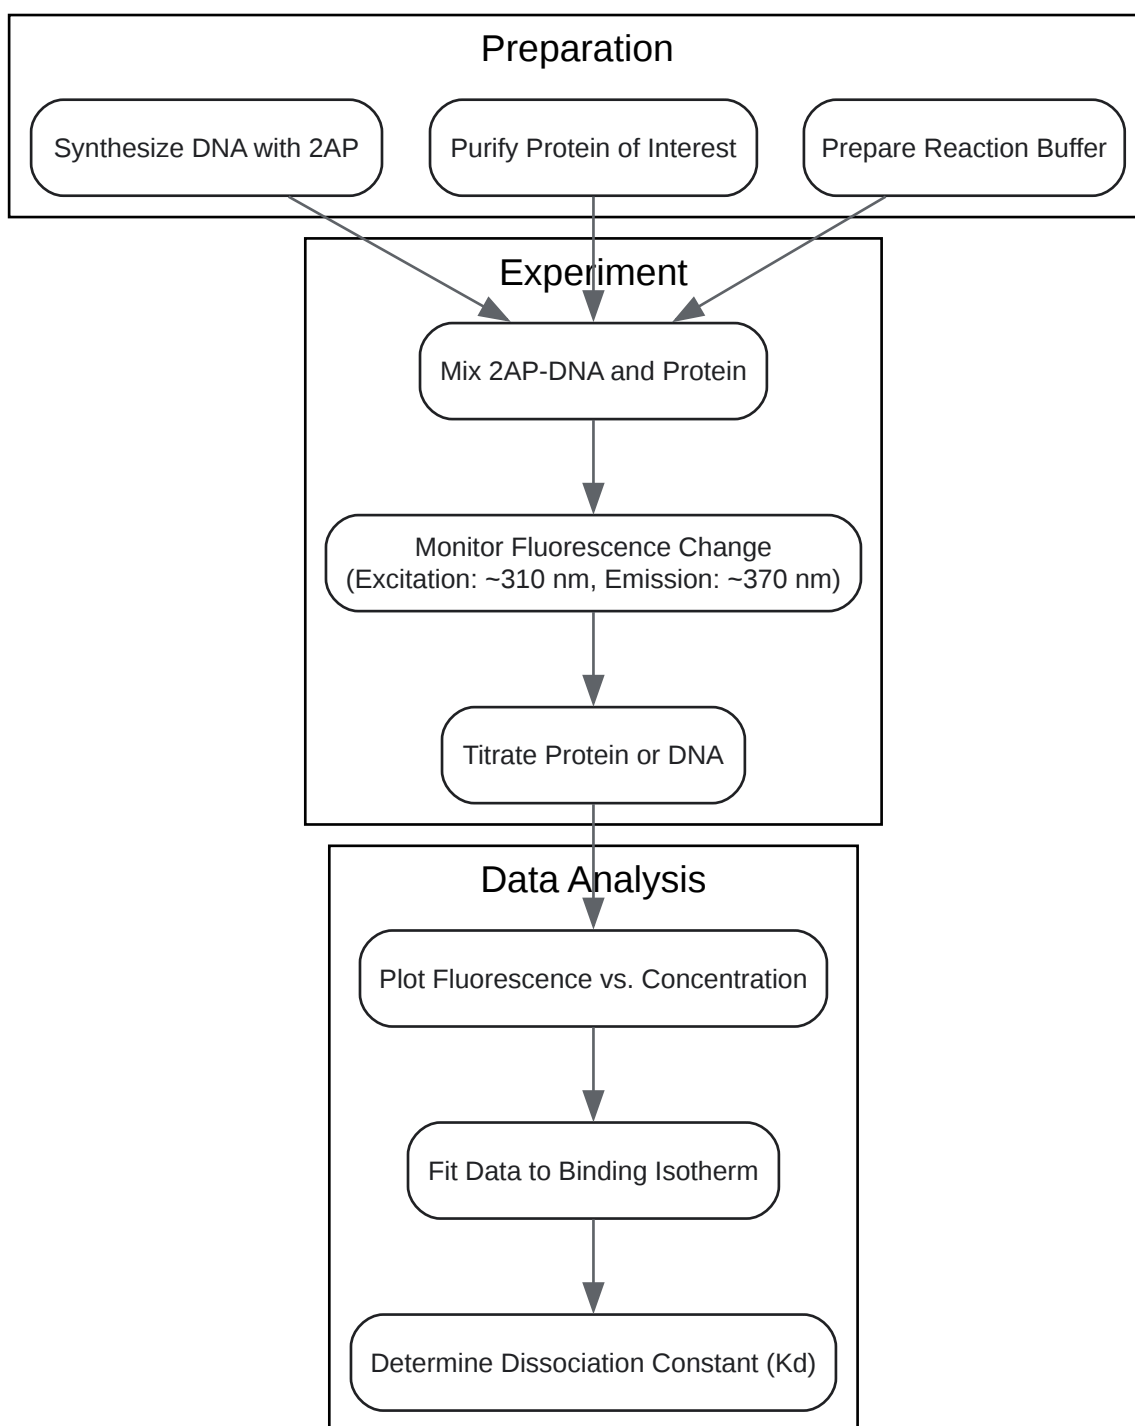 Preparation
Synthesize DNA with 2AP
Purify Protein of Interest
Prepare Reaction Buffer
Experiment
Mix 2AP-DNA and Protein
Monitor Fluorescence Change
(Excitation: ~310 nm, Emission: ~370 nm)
Titrate Protein or DNA
Data Analysis
Plot Fluorescence vs. Concentration
Fit Data to Binding Isotherm
Determine Dissociation Constant (Kd)